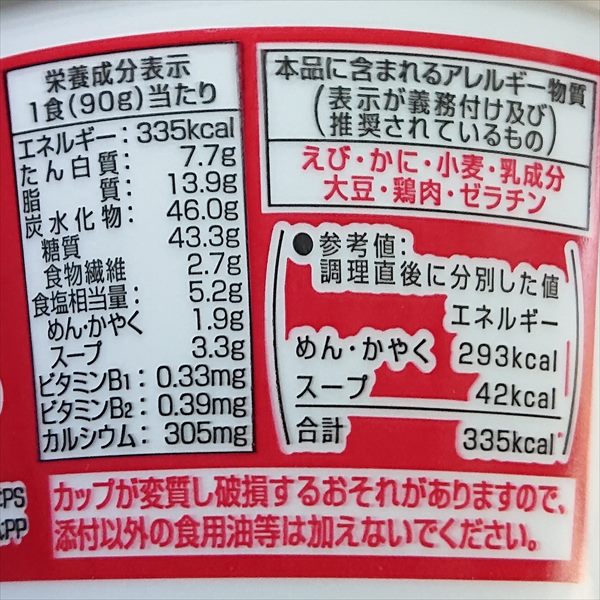 栄養成分表示
1食(90g)当たり
エネルギー：335kcal
たん白質：7.7g
脂質：13.9g
炭水化物：46.0g
糖質 43.3g
食物繊維 2.7g
食塩相当量：5.2g
めん・かやく 1.9g
スープ 3.3g
ビタミンB1：0.33mg
ビタミンB2：0.39mg
カルシウム：305mg
本品に含まれるアレルギー物質
(表示が義務付け及び
推奨されているもの)
えび・かに・小麦・乳成分
大豆・鶏肉・ゼラチン
●参考値：
調理直後に分別した値
エネルギー
めん・かやく 293kcal
スープ 42kcal
合計 335kcal
:PS
:PP
カップが変質し破損するおそれがありますので、
添付以外の食用油等は加えないでください。